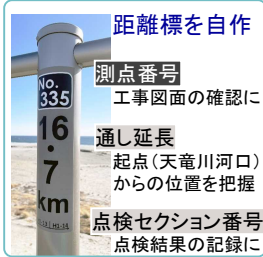 距離標を自作
測点番号
工事図面の確認に
通し延長
起点(天竜川河口)
からの位置を把握
点検セクション番号
点検結果の記録に
No.
335
16
・
7
km